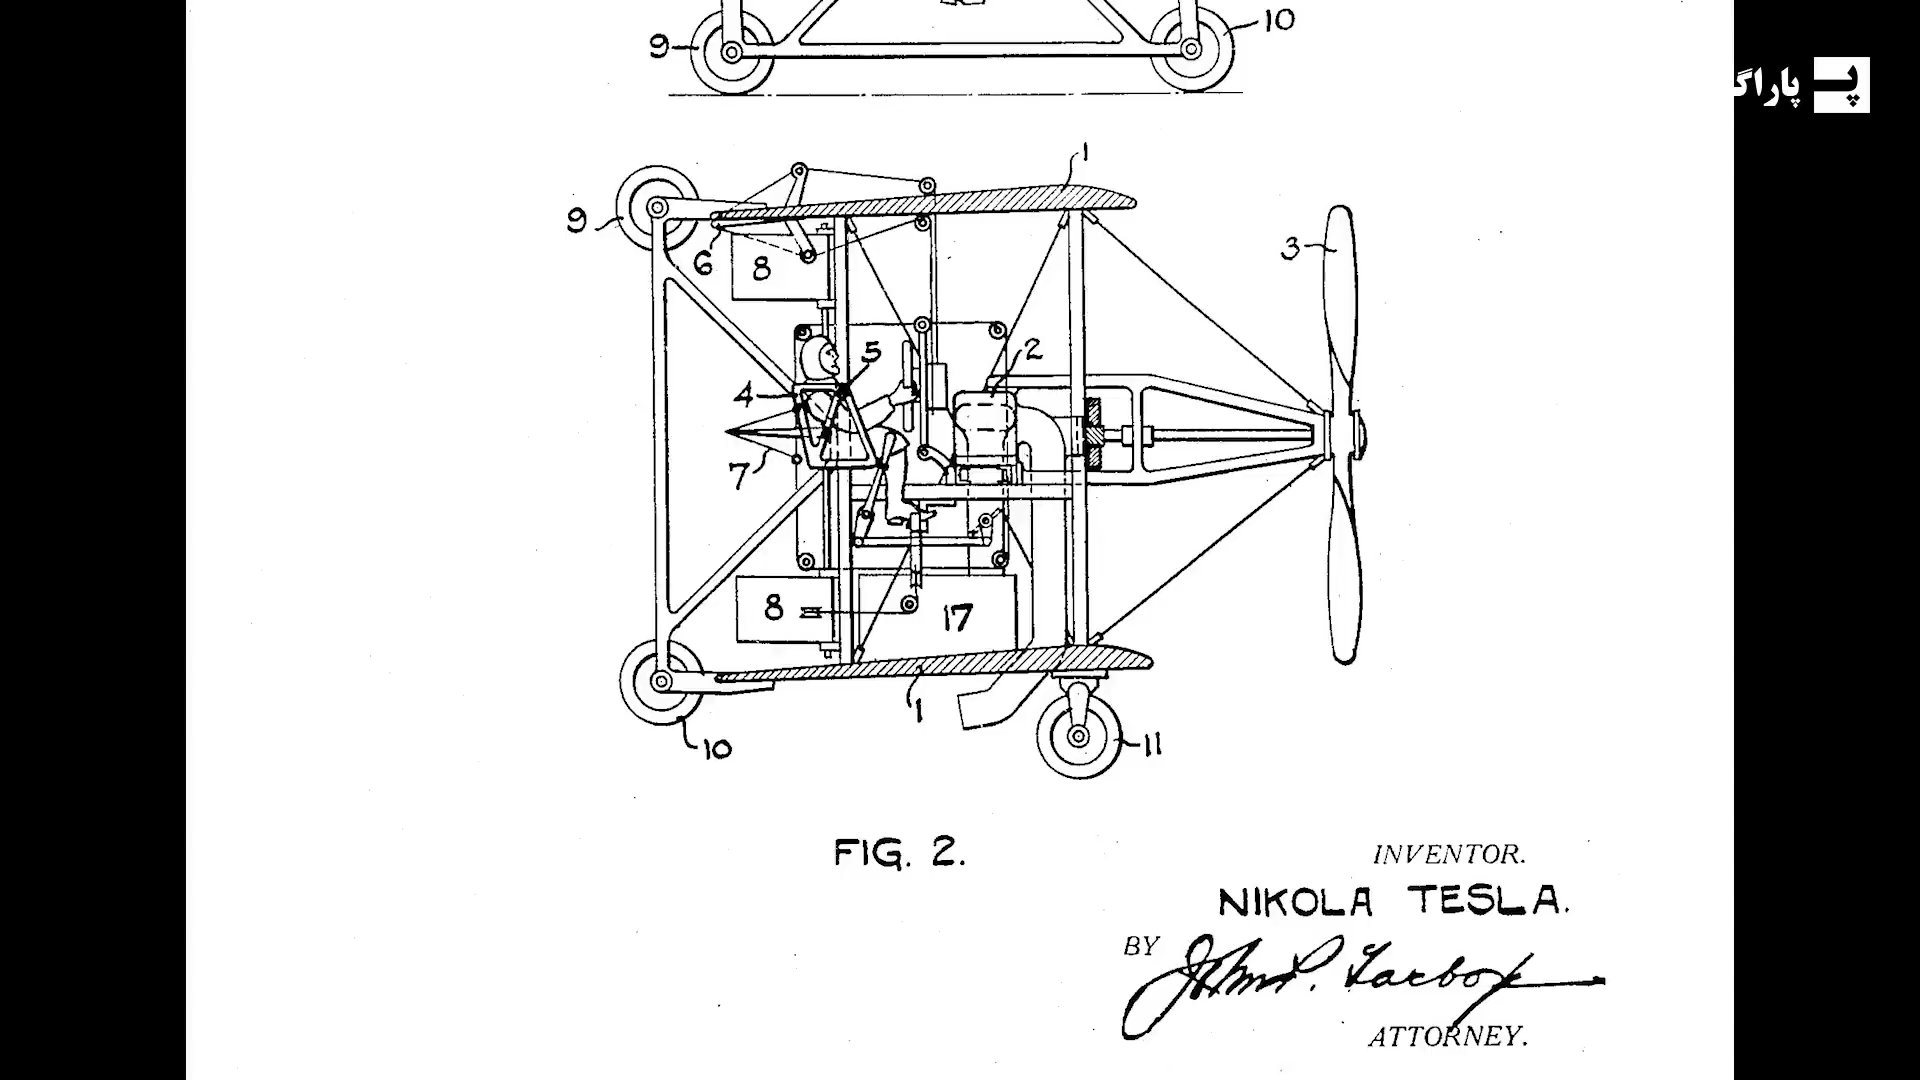 9
10
پاراگ
پ
1
9
3
6
8
5
2
4
7
8
17
1
10
11
FIG. 2.
INVENTOR.
NIKOLA TESLA.
BY
ATTORNEY.